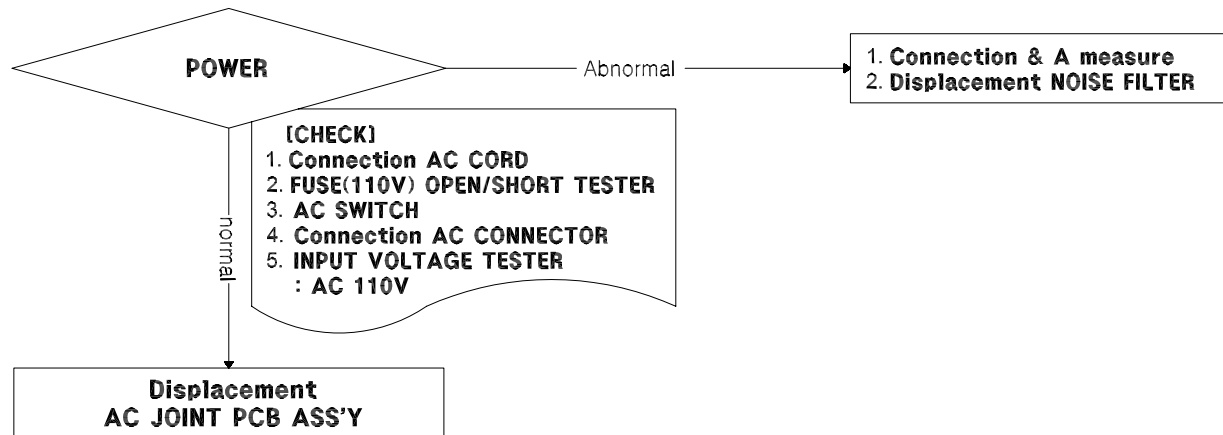 POWER
Abnormal
1. Connection & A measure
2. Displacement NOISE FILTER
[CHECK]
1. Connection AC CORD
2. FUSE(110V) OPEN/SHORT TESTER
3. AC SWITCH
4. Connection AC CONNECTOR
5. INPUT VOLTAGE TESTER
: AC 110V
normal
Displacement
AC JOINT PCB ASS'Y